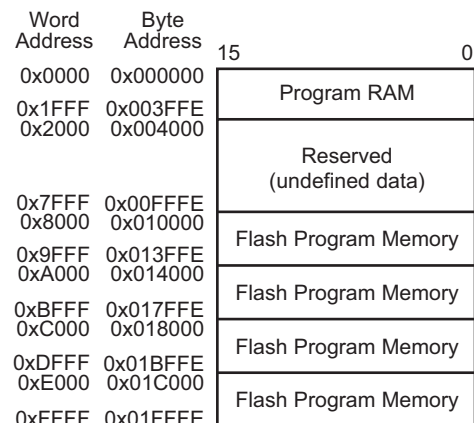 Word Address
Byte Address
15 0
0x0000 0x000000
Program RAM
0x1FFF 0x003FFE
0x2000 0x004000
Reserved
(undefined data)
0x7FFF 0x00FFFE
0x8000 0x010000
Flash Program Memory
0x9FFF 0x013FFE
0xA000 0x014000
Flash Program Memory
0xBFFF 0x017FFE
0xC000 0x018000
Flash Program Memory
0xDFFF 0x01BFFE
0xE000 0x01C000
Flash Program Memory